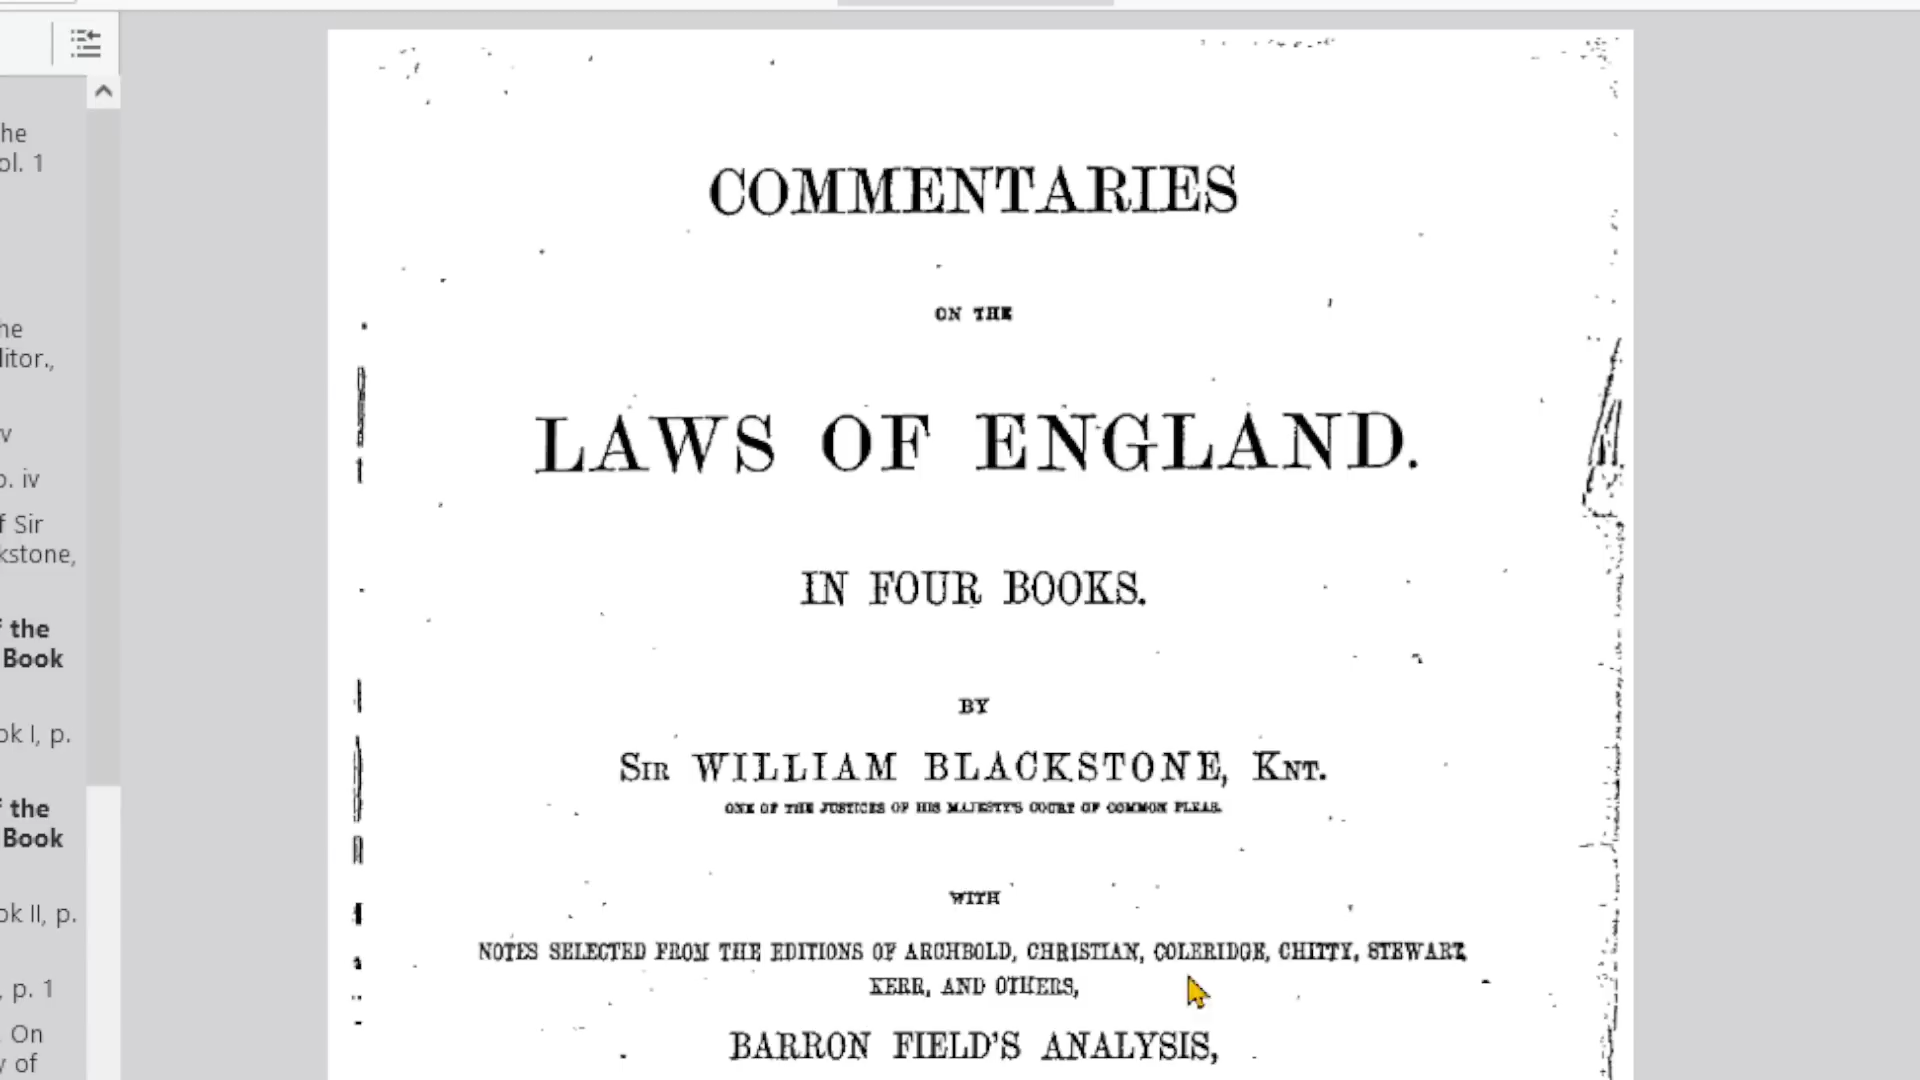 he
ol. 1
he
litor.,
v
o. iv
f Sir
kstone,
f the
Book
ok I, p.
f the
Book
ok II, p.
, p. 1
On
y of
COMMENTARIES
ON THE
LAWS OF ENGLAND.
IN FOUR BOOKS.
BY
SIR WILLIAM BLACKSTONE, KNT.
ONE OF THE JUSTICES OF HIS MAJESTY'S COURT OF COMMON PLEAS.
WITH
NOTES SELECTED FROM THE EDITIONS OF ARCHBOLD, CHRISTIAN, COLERIDGE, CHITTY, STEWART,
KERR, AND OTHERS,
BARRON FIELD'S ANALYSIS,